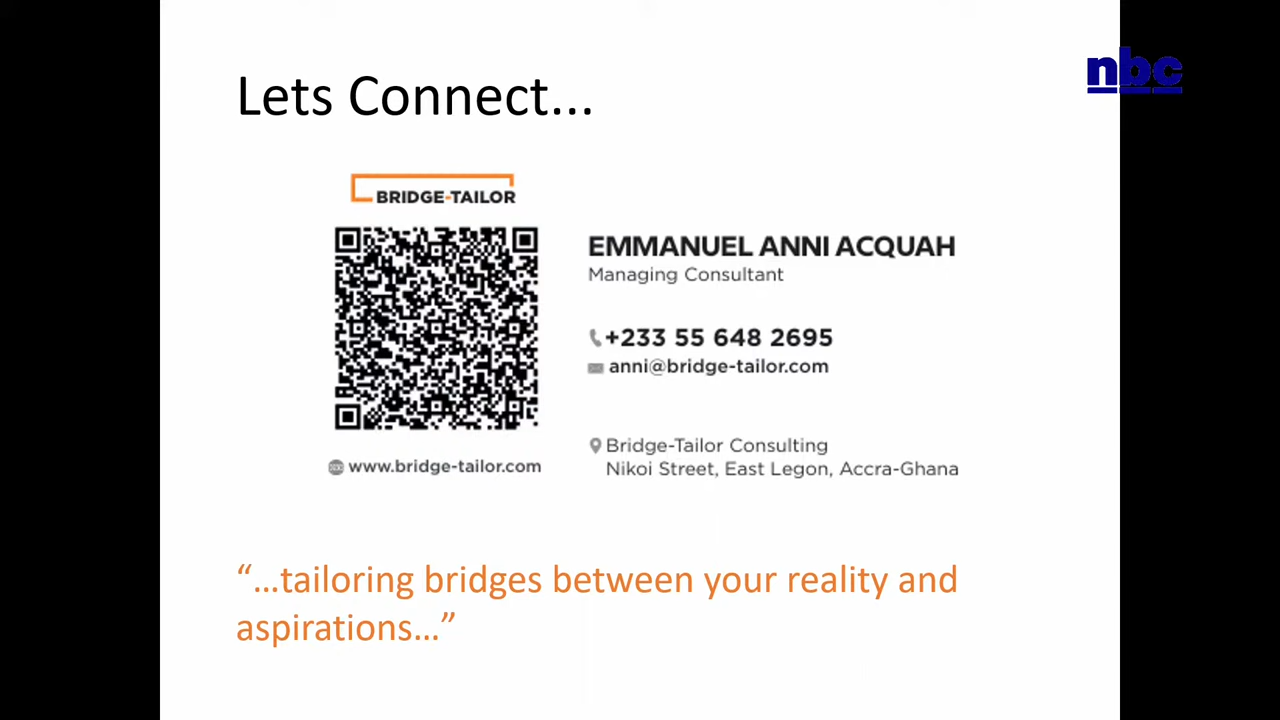 Lets Connect...
nbc
BRIDGE-TAILOR
EMMANUEL ANNI ACQUAH
Managing Consultant
+233 55 648 2695
anni@bridge-tailor.com
Bridge-Tailor Consulting
Nikoi Street, East Legon, Accra-Ghana
www.bridge-tailor.com
“...tailoring bridges between your reality and
aspirations...”